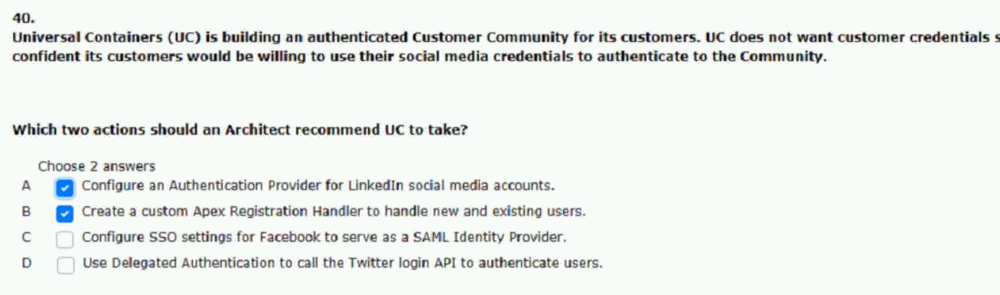 40.
Universal Containers (UC) is building an authenticated Customer Community for its customers. UC does not want customer credentials
confident its customers would be willing to use their social media credentials to authenticate to the Community.
Which two actions should an Architect recommend UC to take?
Choose 2 answers
A Configure an Authentication Provider for LinkedIn social media accounts.
B Create a custom Apex Registration Handler to handle new and existing users.
C Configure SSO settings for Facebook to serve as a SAML Identity Provider.
D Use Delegated Authentication to call the Twitter login API to authenticate users.